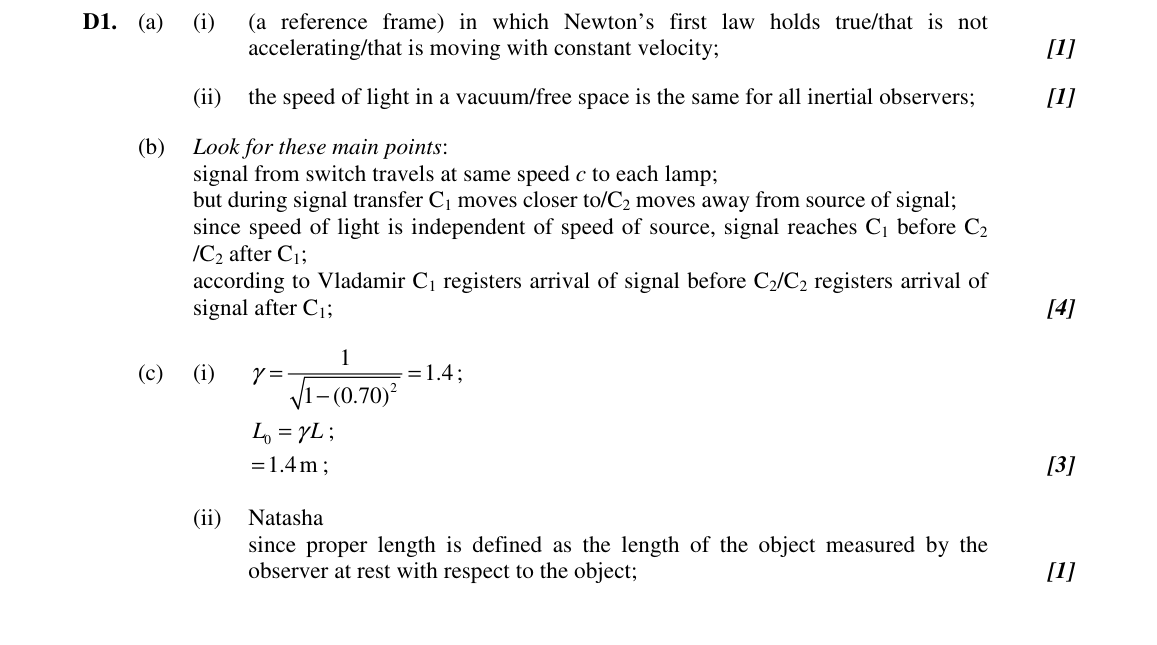 D1. (a) (i) (a reference frame) in which Newton's first law holds true/that is not
accelerating/that is moving with constant velocity; [1]
(ii) the speed of light in a vacuum/free space is the same for all inertial observers; [1]
(b) Look for these main points:
signal from switch travels at same speed c to each lamp;
but during signal transfer C₁ moves closer to/C₂ moves away from source of signal;
since speed of light is independent of speed of source, signal reaches C₁ before C₂
/C₂ after C₁;
according to Vladamir C₁ registers arrival of signal before C₂/C₂ registers arrival of
signal after C₁; [4]
(c) (i) γ = 1/√(1−(0.70)²) = 1.4;
L₀ = γL;
= 1.4 m; [3]
(ii) Natasha
since proper length is defined as the length of the object measured by the
observer at rest with respect to the object; [1]